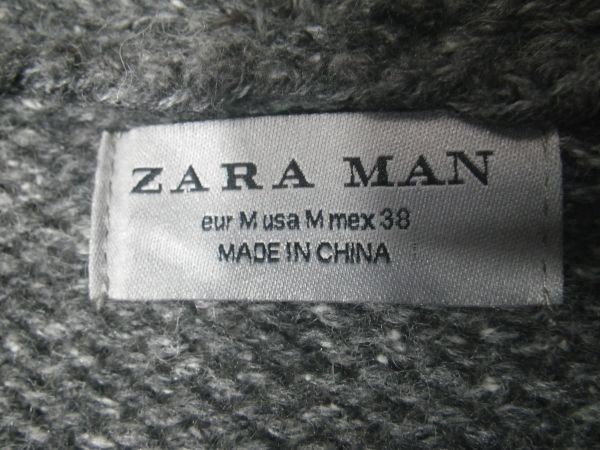 ZARA MAN
eur M usa M mex 38
MADE IN CHINA